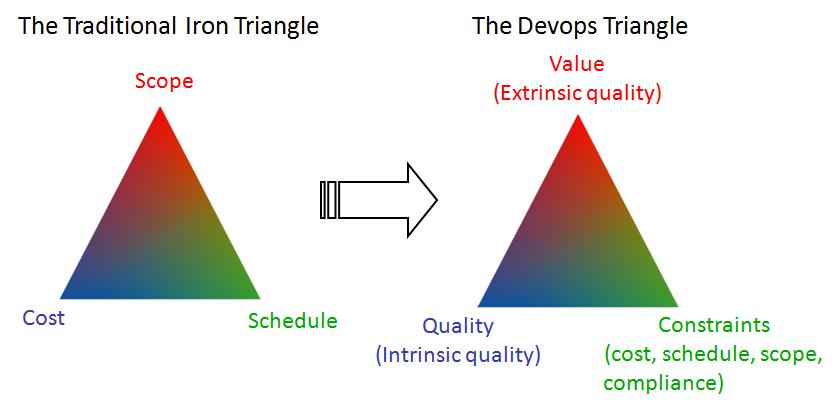 The Traditional Iron Triangle
Scope
Cost
Schedule
The Devops Triangle
Value
(Extrinsic quality)
Quality
(Intrinsic quality)
Constraints
(cost, schedule, scope,
compliance)